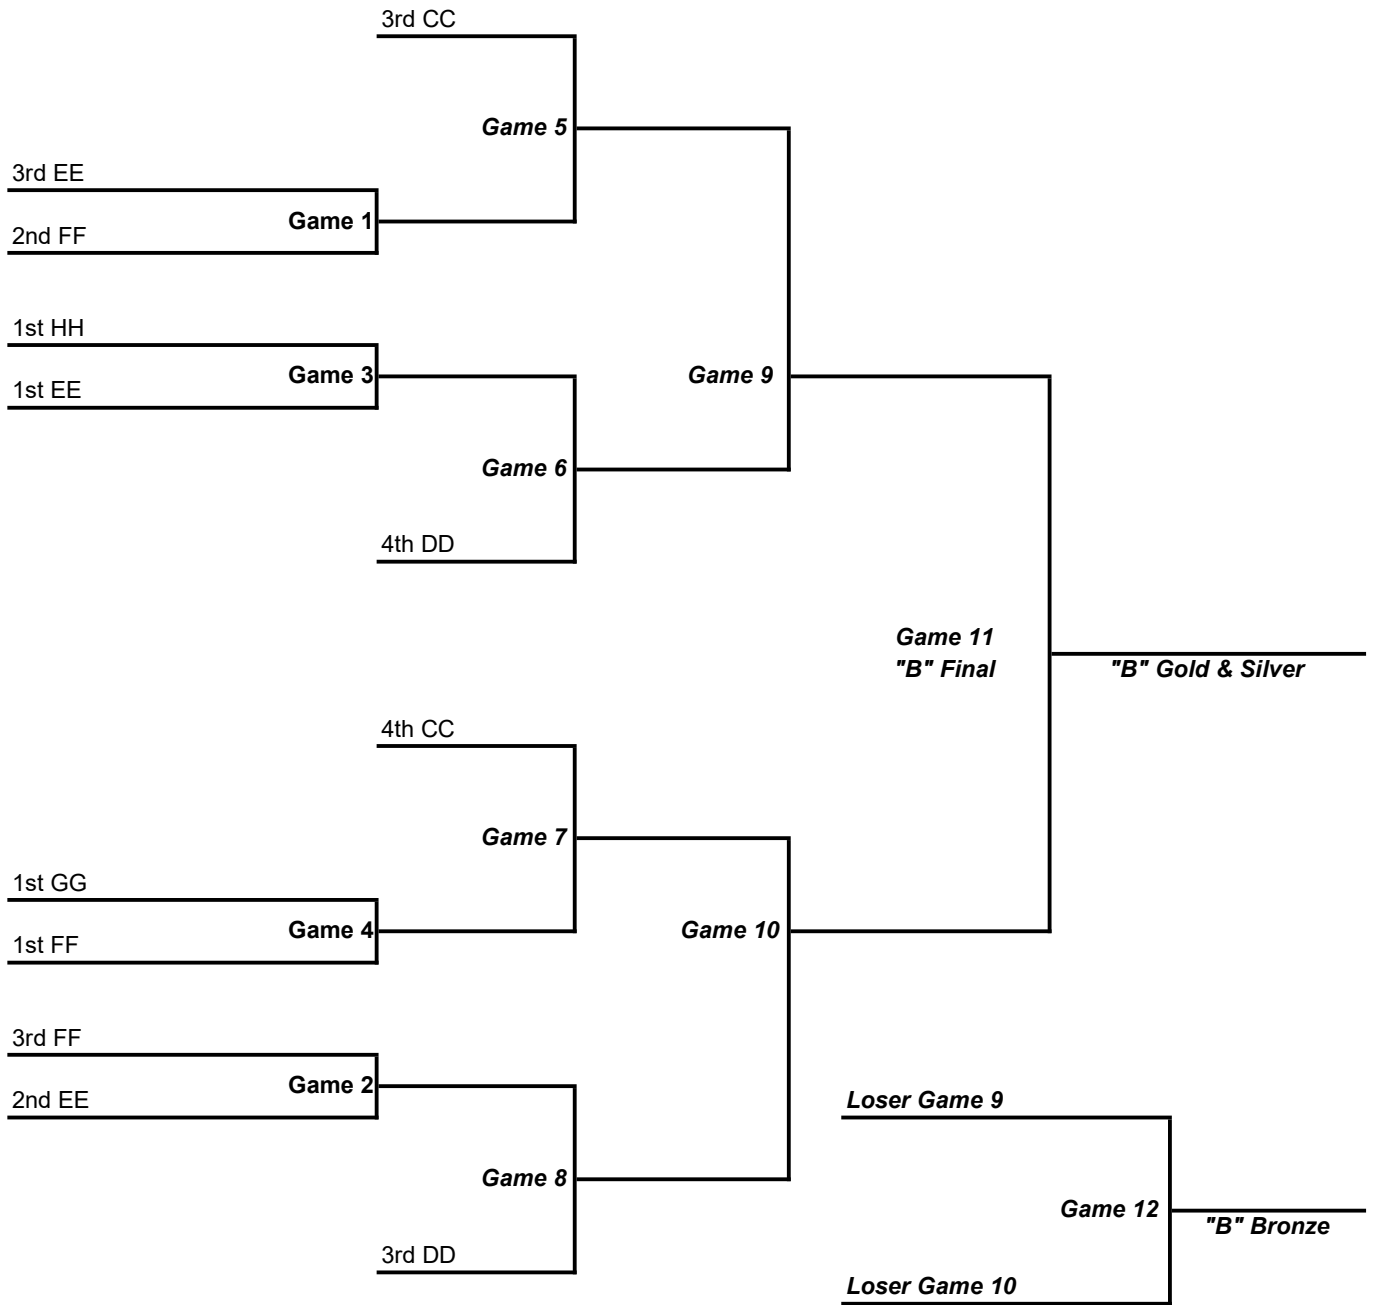 3rd CC
Game 5
3rd EE
Game 1
2nd FF
1st HH
Game 3
Game 9
1st EE
Game 6
4th DD
Game 11
"B" Final
"B" Gold & Silver
4th CC
Game 7
1st GG
Game 4
Game 10
1st FF
3rd FF
Game 2
2nd EE
Loser Game 9
Game 8
Game 12
"B" Bronze
3rd DD
Loser Game 10